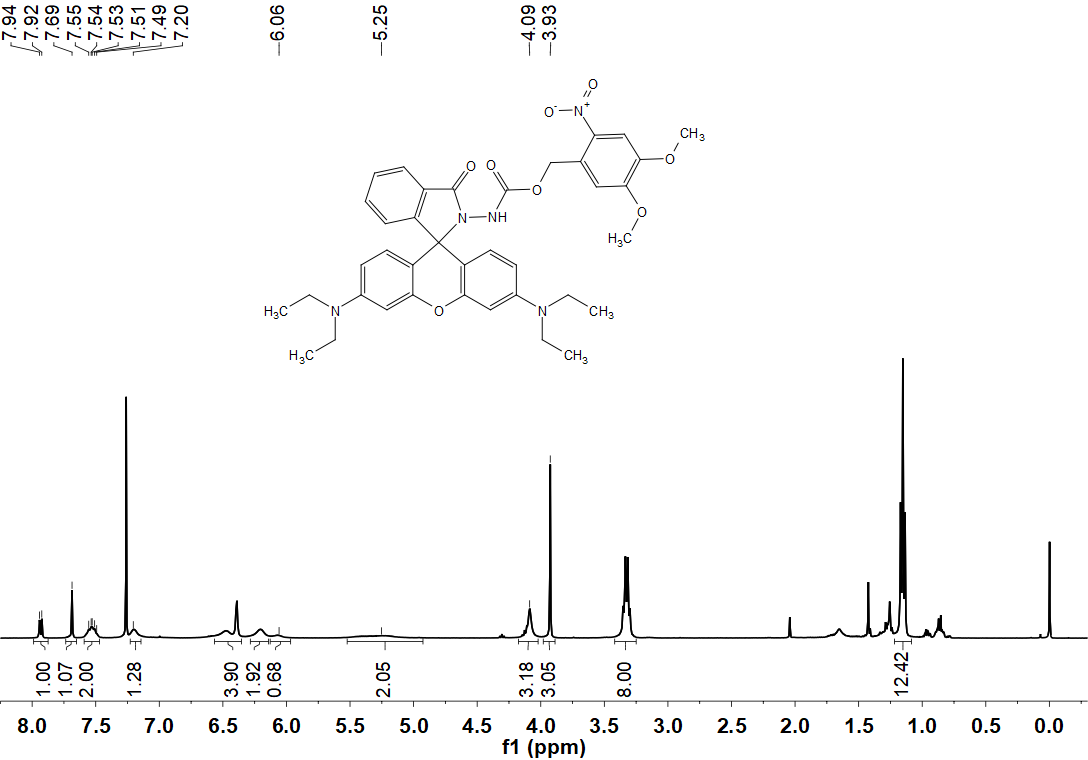 7.94
7.92
7.69
7.55
7.54
7.53
7.51
7.49
7.20
6.06
5.25
4.09
3.93
O
O-
N+
CH3
O
O
O
O
O
N
NH
H3C
H3C
N
O
N
CH3
H3C
CH3
1.00
1.07
2.00
1.28
3.90
1.92
0.68
2.05
3.18
3.05
8.00
12.42
8.0 7.5 7.0 6.5 6.0 5.5 5.0 4.5 4.0 3.5 3.0 2.5 2.0 1.5 1.0 0.5 0.0
f1 (ppm)